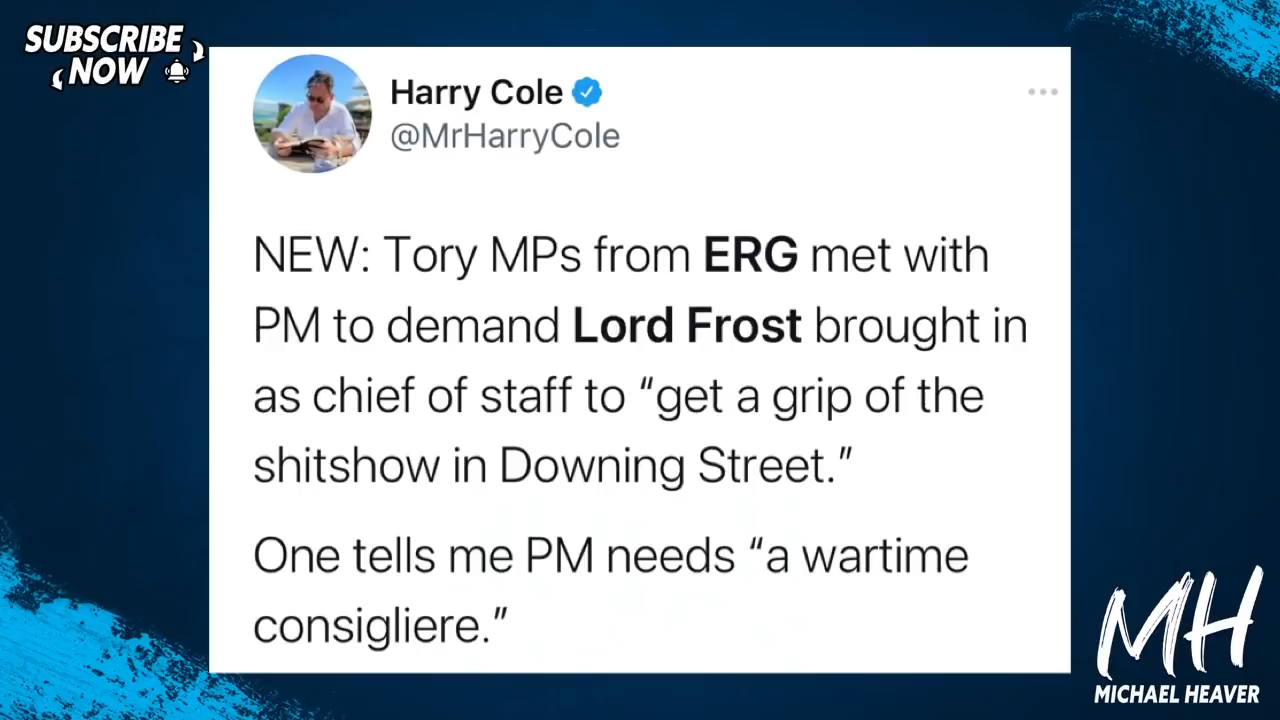 SUBSCRIBE
NOW
Harry Cole
@MrHarryCole
NEW: Tory MPs from ERG met with
PM to demand Lord Frost brought in
as chief of staff to “get a grip of the
shitshow in Downing Street.”
One tells me PM needs “a wartime
consigliere.”
MH
MICHAEL HEAVER